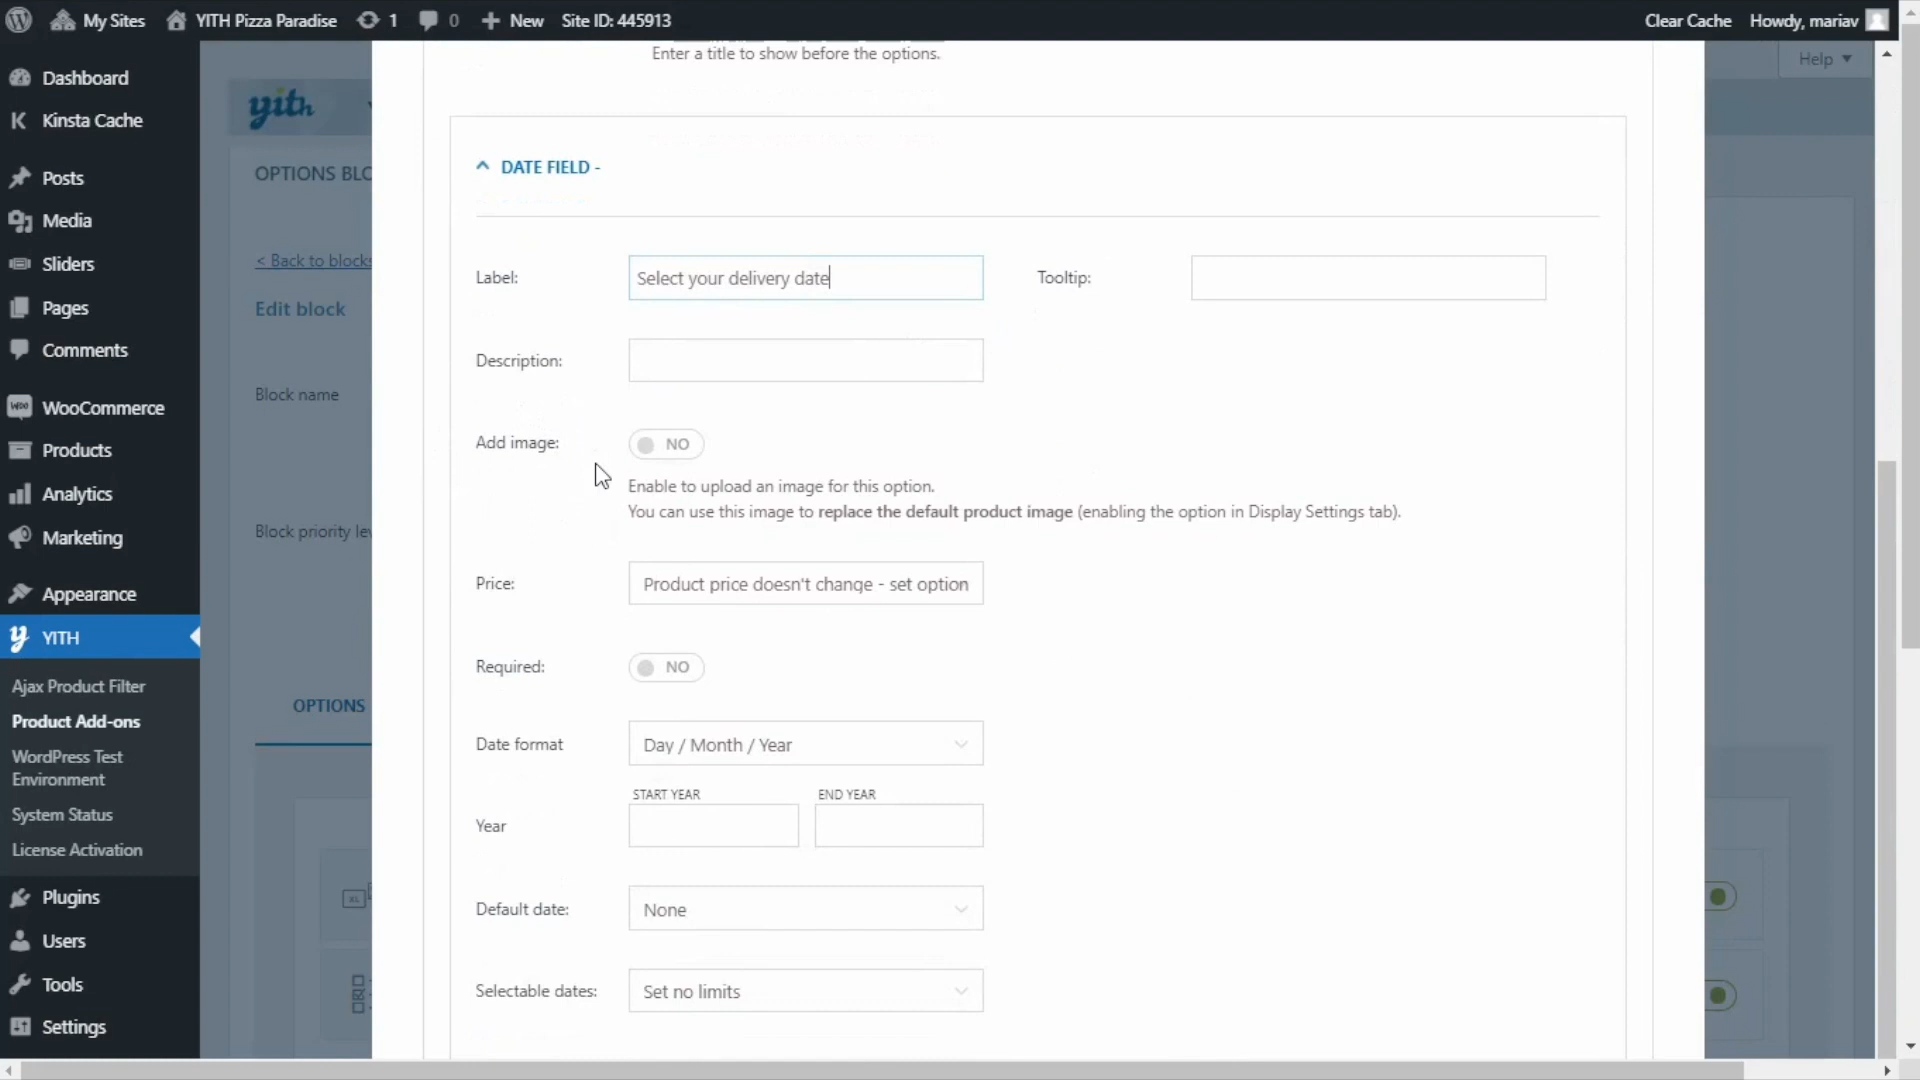 My Sites
YITH Pizza Paradise
1
0
New
Site ID: 445913
Clear Cache
Howdy, mariav
Dashboard
Kinsta Cache
Posts
Media
Sliders
Pages
Comments
WooCommerce
Products
Analytics
Marketing
Appearance
YITH
Ajax Product Filter
Product Add-ons
WordPress Test
Environment
System Status
License Activation
Plugins
Users
Tools
Settings
yith
Help
OPTIONS BLO
< Back to blocks
Edit block
Block name
Block priority lev
OPTIONS
Enter a title to show before the options.
DATE FIELD -
Label:
Select your delivery date
Tooltip:
Description:
Add image:
NO
Enable to upload an image for this option.
You can use this image to replace the default product image (enabling the option in Display Settings tab).
Price:
Product price doesn't change - set option
Required:
NO
Date format
Day / Month / Year
START YEAR
END YEAR
Year
Default date:
None
Selectable dates:
Set no limits